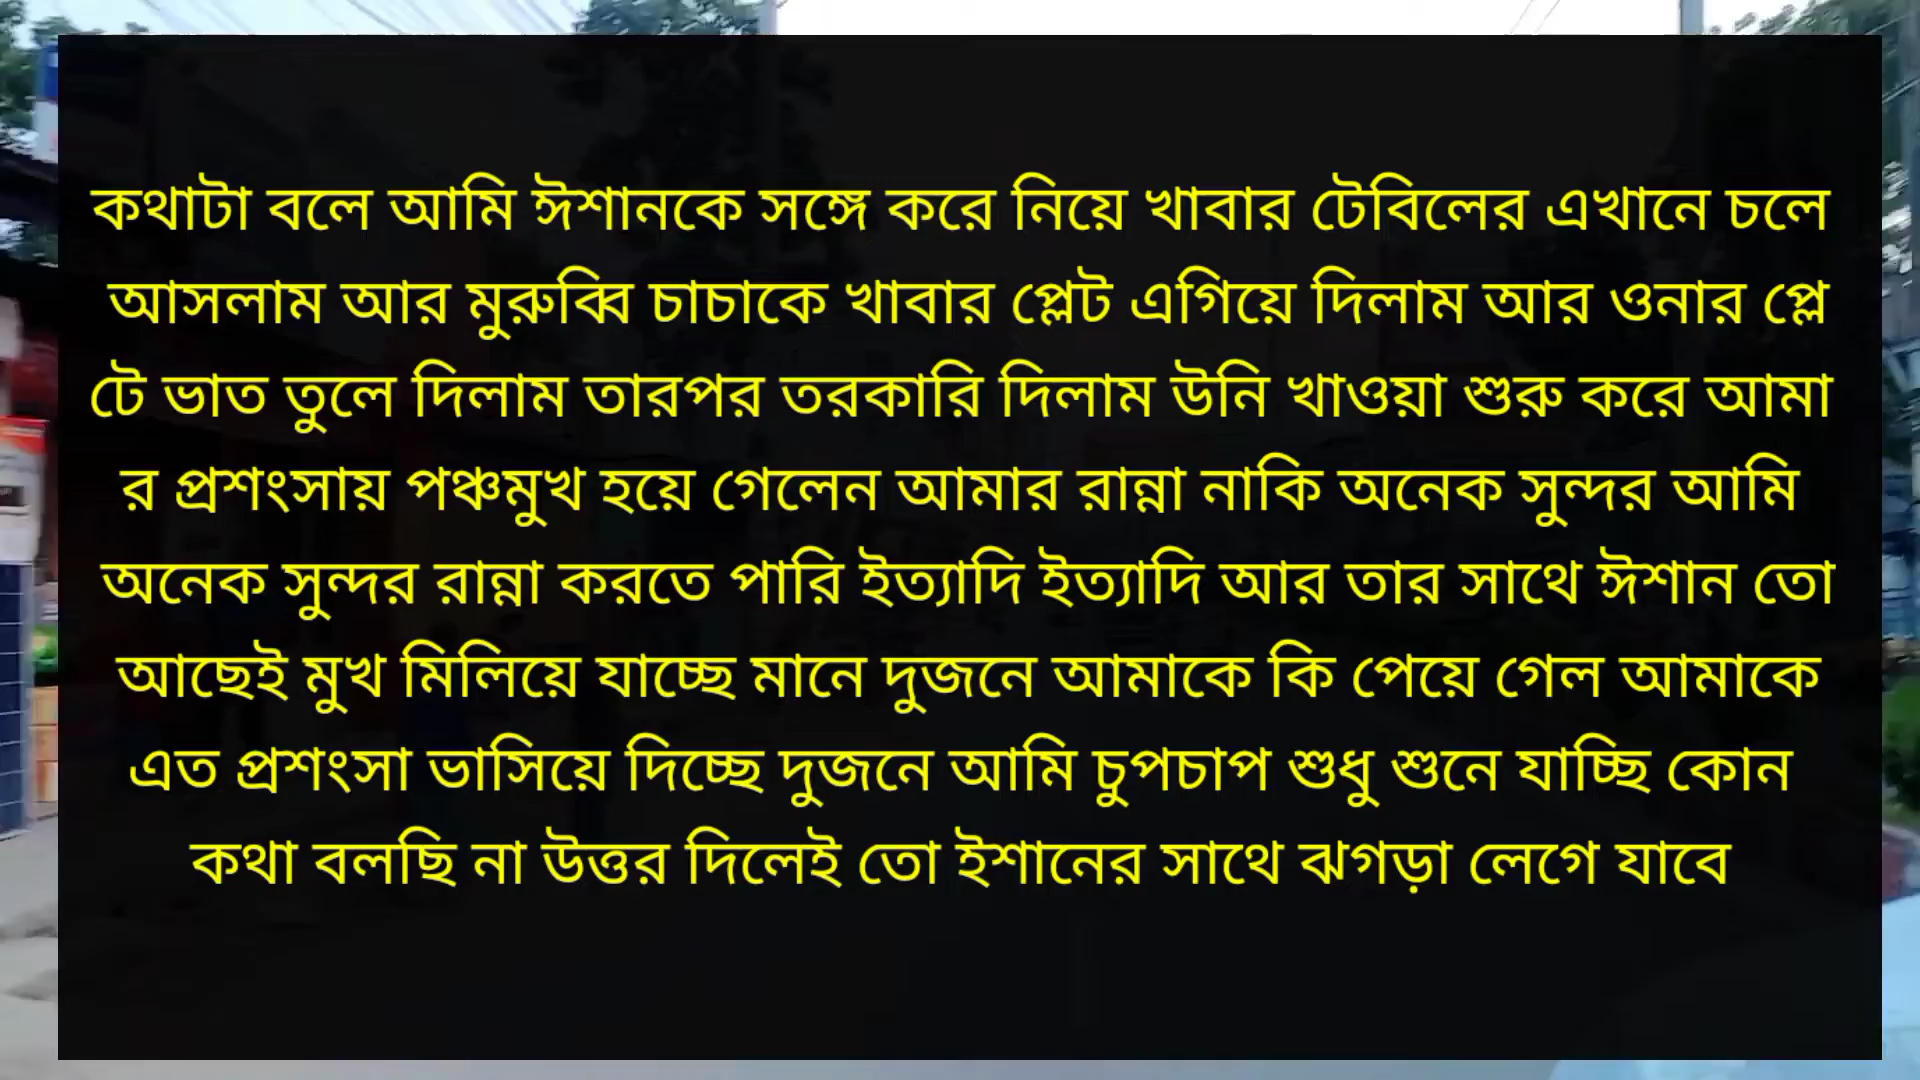 কথাটা বলে আমি ঈশানকে সঙ্গে করে নিয়ে খাবার টেবিলের এখানে চলে
আসলাম আর মুরুব্বি চাচাকে খাবার প্লেট এগিয়ে দিলাম আর ওনার প্লে
টে ভাত তুলে দিলাম তারপর তরকারি দিলাম উনি খাওয়া শুরু করে আমা
র প্রশংসায় পঞ্চমুখ হয়ে গেলেন আমার রান্না নাকি অনেক সুন্দর আমি
অনেক সুন্দর রান্না করতে পারি ইত্যাদি ইত্যাদি আর তার সাথে ঈশান তো
আছেই মুখ মিলিয়ে যাচ্ছে মানে দুজনে আমাকে কি পেয়ে গেল আমাকে
এত প্রশংসা ভাসিয়ে দিচ্ছে দুজনে আমি চুপচাপ শুধু শুনে যাচ্ছি কোন
কথা বলছি না উত্তর দিলেই তো ইশানের সাথে ঝগড়া লেগে যাবে